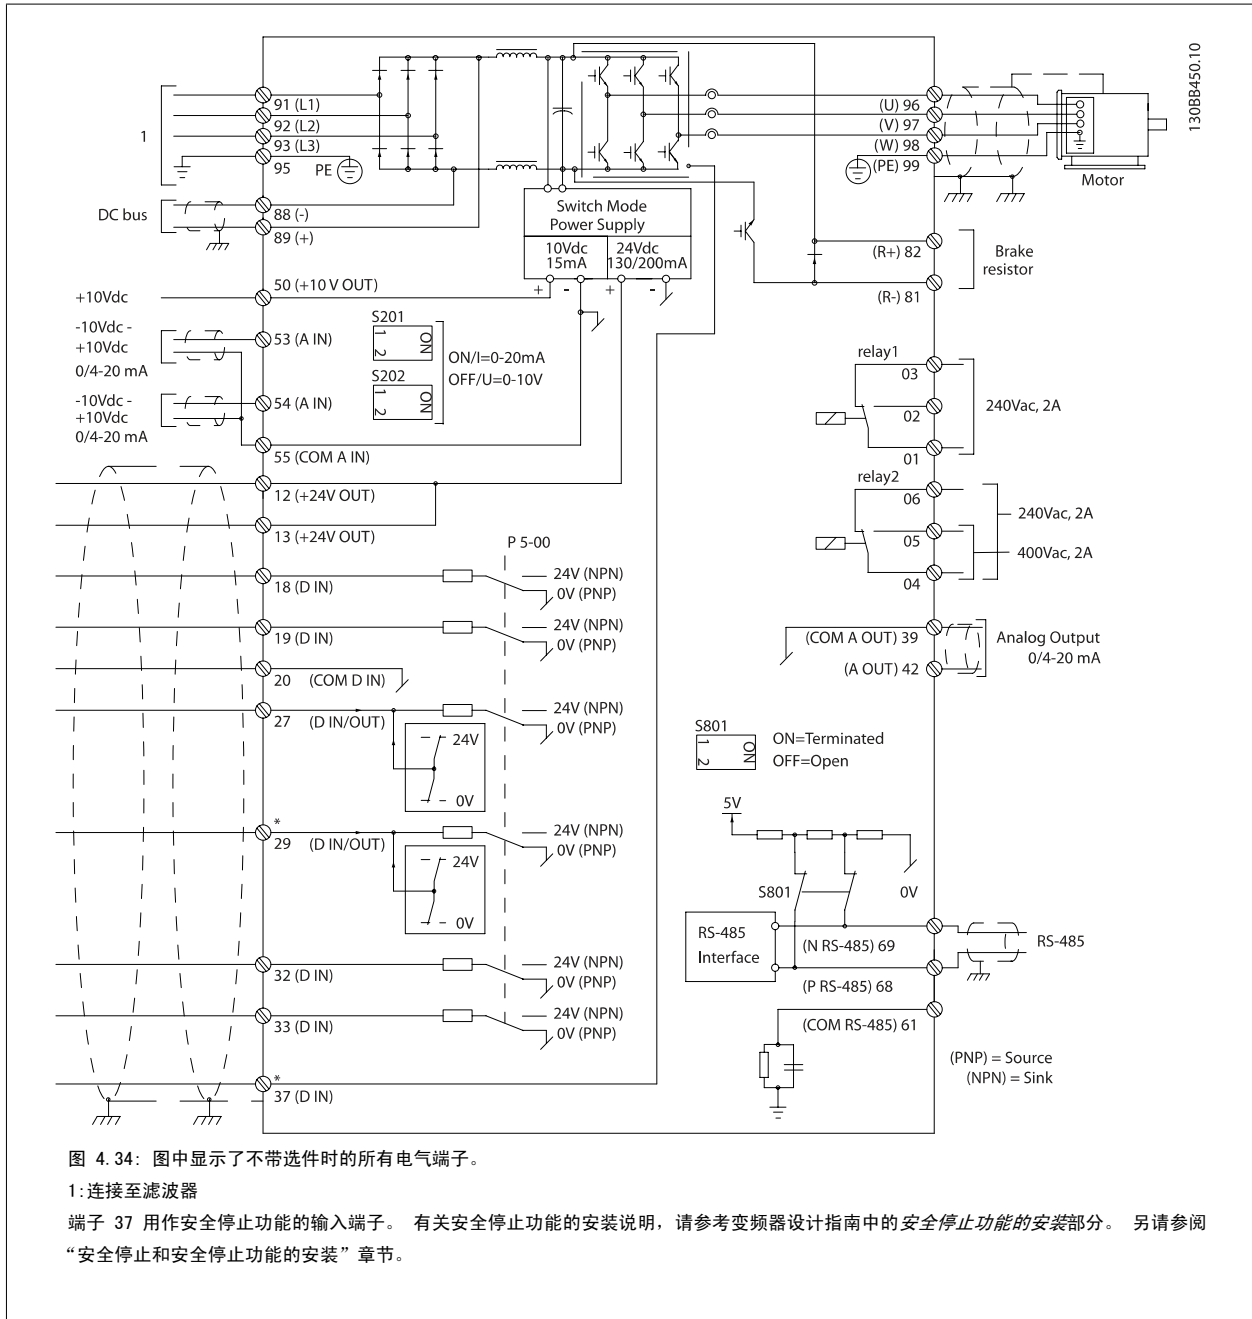 130BB450.10
91 (L1)
92 (L2)
93 (L3)
95
PE
1
DC bus
88 (-)
89 (+)
+10Vdc
50 (+10 V OUT)
-10Vdc -
+10Vdc
0/4-20 mA
53 (A IN)
-10Vdc -
+10Vdc
0/4-20 mA
54 (A IN)
55 (COM A IN)
12 (+24V OUT)
13 (+24V OUT)
18 (D IN)
19 (D IN)
20 (COM D IN)
27 (D IN/OUT)
*
29 (D IN/OUT)
32 (D IN)
33 (D IN)
*
37 (D IN)
S201
1
2
ON
S202
1
2
ON
ON/I=0-20mA
OFF/U=0-10V
Switch Mode
Power Supply
10Vdc
15mA
24Vdc
130/200mA
+ - + -
P 5-00
24V (NPN)
0V (PNP)
24V (NPN)
0V (PNP)
24V (NPN)
0V (PNP)
24V
0V
24V (NPN)
0V (PNP)
24V
0V
24V (NPN)
0V (PNP)
24V (NPN)
0V (PNP)
(U) 96
(V) 97
(W) 98
(PE) 99
Motor
(R+) 82
(R-) 81
Brake
resistor
relay1
03
02
01
240Vac, 2A
relay2
06
05
04
240Vac, 2A
400Vac, 2A
(COM A OUT) 39
(A OUT) 42
Analog Output
0/4-20 mA
S801
1
2
ON
ON=Terminated
OFF=Open
5V
S801
0V
RS-485
Interface
(N RS-485) 69
(P RS-485) 68
(COM RS-485) 61
RS-485
(PNP) = Source
(NPN) = Sink
图 4.34: 图中显示了不带选件时的所有电气端子。
1:连接至滤波器
端子 37 用作安全停止功能的输入端子。 有关安全停止功能的安装说明，请参考变频器设计指南中的安全停止功能的安装部分。 另请参阅
“安全停止和安全停止功能的安装”章节。